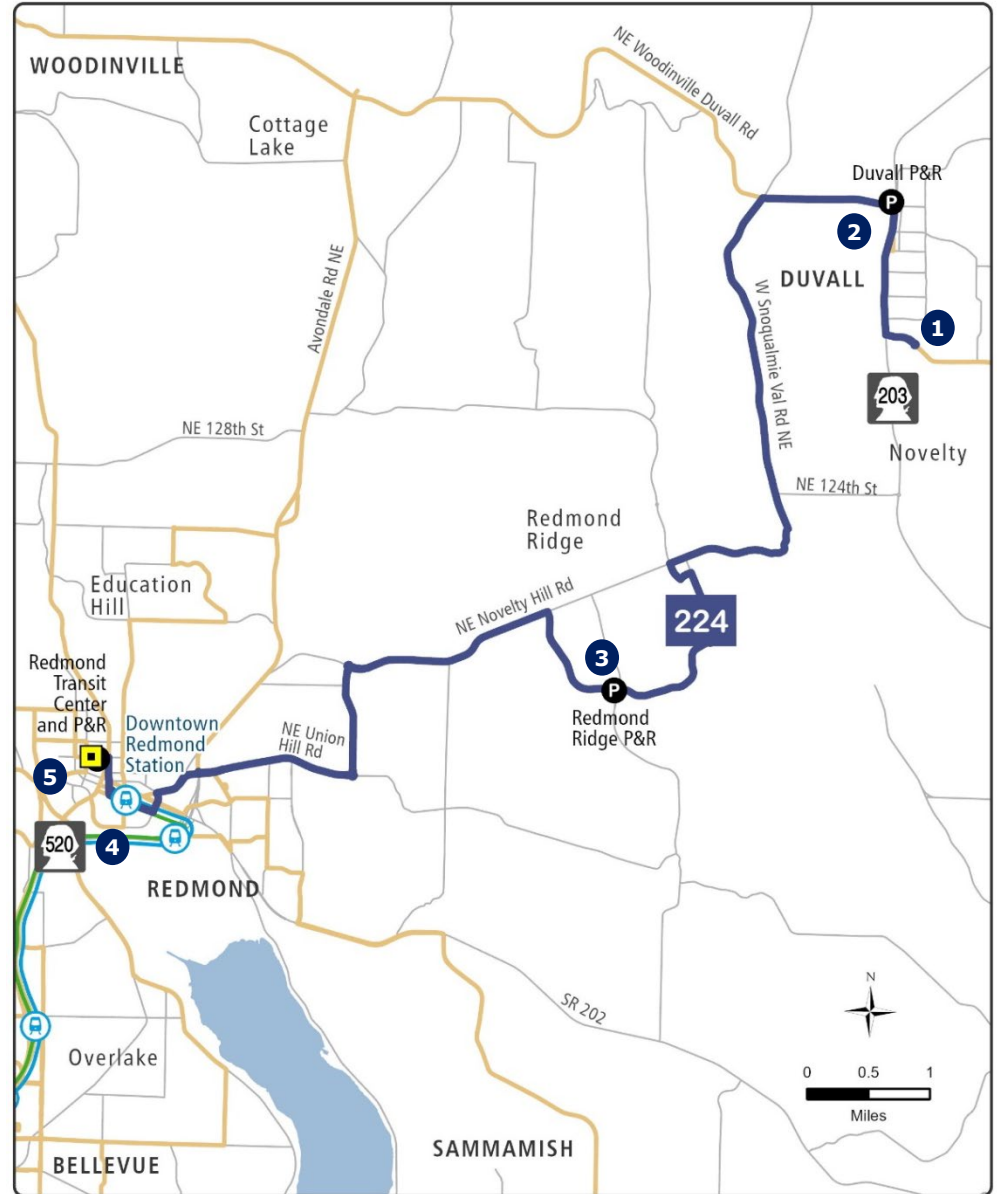 WOODINVILLE
Cottage
Lake
NE Woodinville Duvall Rd
Duvall P&R
P
2
DUVALL
1
203
Novelty
Avondale Rd NE
W Snoqualmie Val Rd NE
NE 128th St
NE 124th St
Redmond
Ridge
Education
Hill
NE Novelty Hill Rd
224
3
P
Redmond
Ridge P&R
Redmond
Transit
Center
and P&R
Downtown
Redmond
Station
NE Union
Hill Rd
5
520
4
REDMOND
SR 202
N
0 0.5 1
Miles
Overlake
BELLEVUE
SAMMAMISH